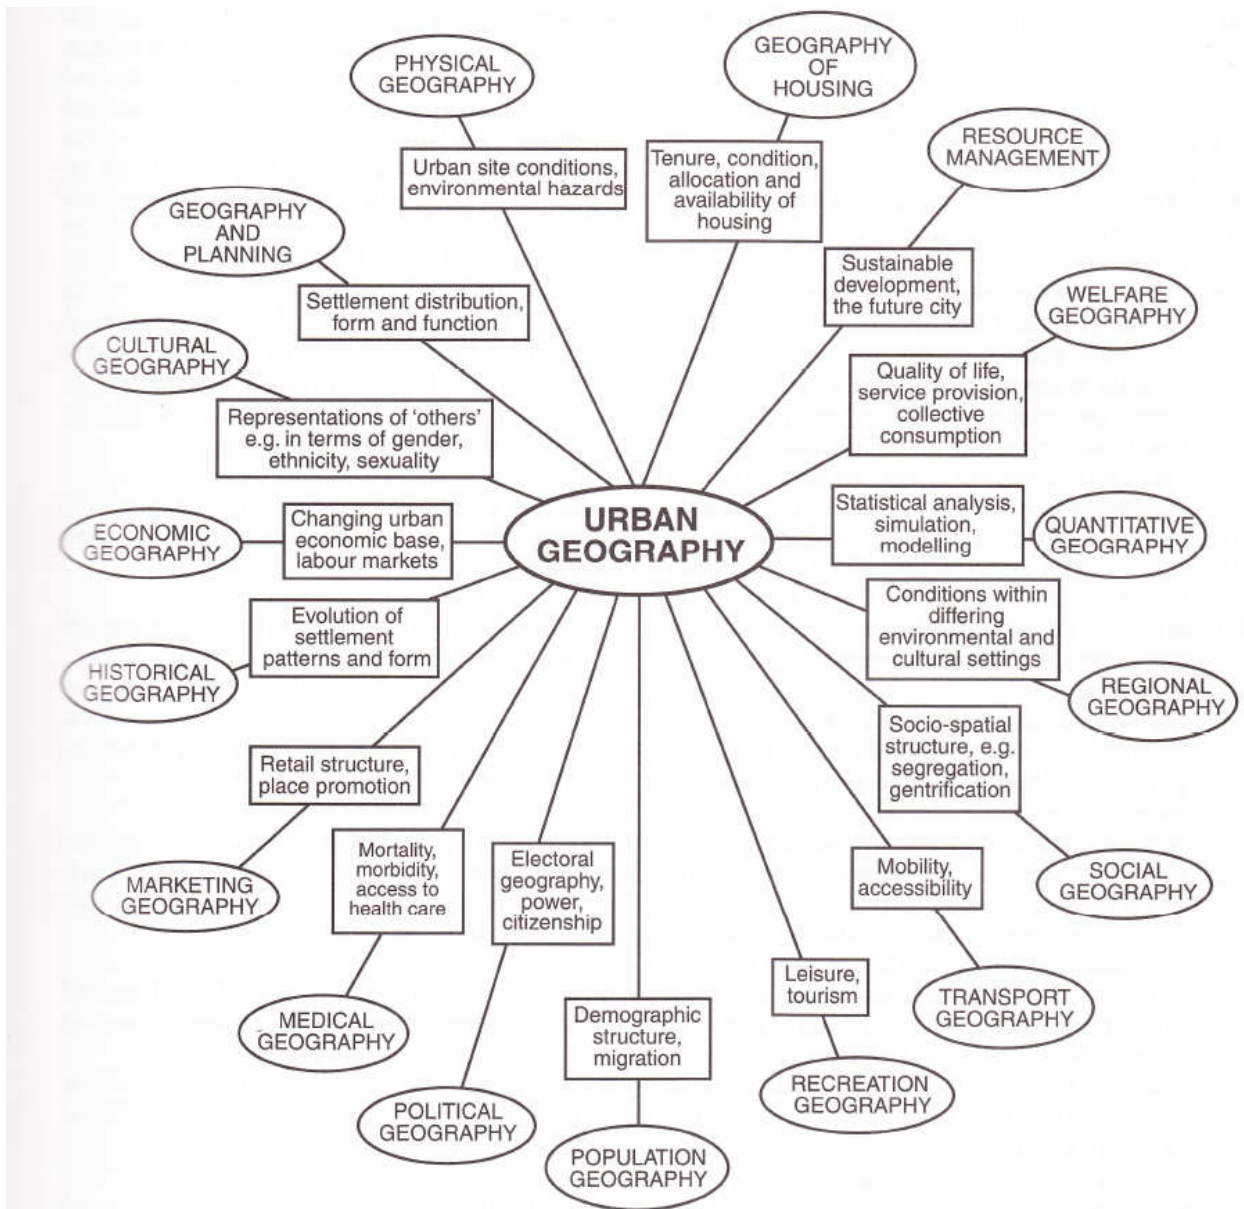 PHYSICAL
GEOGRAPHY
Urban site conditions,
environmental hazards
GEOGRAPHY
OF
HOUSING
Tenure, condition,
allocation and
availability of
housing
RESOURCE
MANAGEMENT
Sustainable
development,
the future city
WELFARE
GEOGRAPHY
Quality of life,
service provision,
collective
consumption
QUANTITATIVE
GEOGRAPHY
Statistical analysis,
simulation,
modelling
REGIONAL
GEOGRAPHY
Conditions within
differing
environmental and
cultural settings
SOCIAL
GEOGRAPHY
Socio-spatial
structure, e.g.
segregation,
gentrification
TRANSPORT
GEOGRAPHY
Mobility,
accessibility
RECREATION
GEOGRAPHY
Leisure,
tourism
POPULATION
GEOGRAPHY
Demographic
structure,
migration
POLITICAL
GEOGRAPHY
Electoral
geography,
power,
citizenship
MEDICAL
GEOGRAPHY
Mortality,
morbidity,
access to
health care
MARKETING
GEOGRAPHY
Retail structure,
place promotion
HISTORICAL
GEOGRAPHY
Evolution of
settlement
patterns and form
ECONOMIC
GEOGRAPHY
Changing urban
economic base,
labour markets
CULTURAL
GEOGRAPHY
Representations of 'others'
e.g. in terms of gender,
ethnicity, sexuality
GEOGRAPHY
AND
PLANNING
Settlement distribution,
form and function
URBAN
GEOGRAPHY